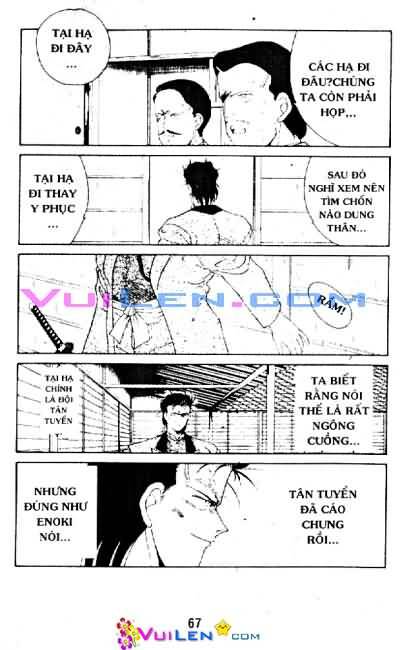 TẠI HẠ
ĐI ĐÂY
...
CÁC HẠ ĐI
ĐÂU?CHÚNG
TA CÒN PHẢI
HỌP...
TẠI HẠ
ĐI THAY
Y PHỤC
...
SAU ĐÓ
NGHĨ XEM NÊN
TÌM CHỐN
NÀO DUNG
THÂN...
VUILEN.COM
RẦM!
TẠI HẠ
CHÍNH
LÀ ĐỘI
TÂN
TUYỂN
TA BIẾT
RẰNG NÓI
THẾ LÀ RẤT
NGÔNG
CUỒNG...
NHƯNG
ĐÚNG NHƯ
ENOKI
NÓI...
TÂN TUYỂN
ĐÃ CÁO
CHUNG
RỒI...
67
VUILEN.COM